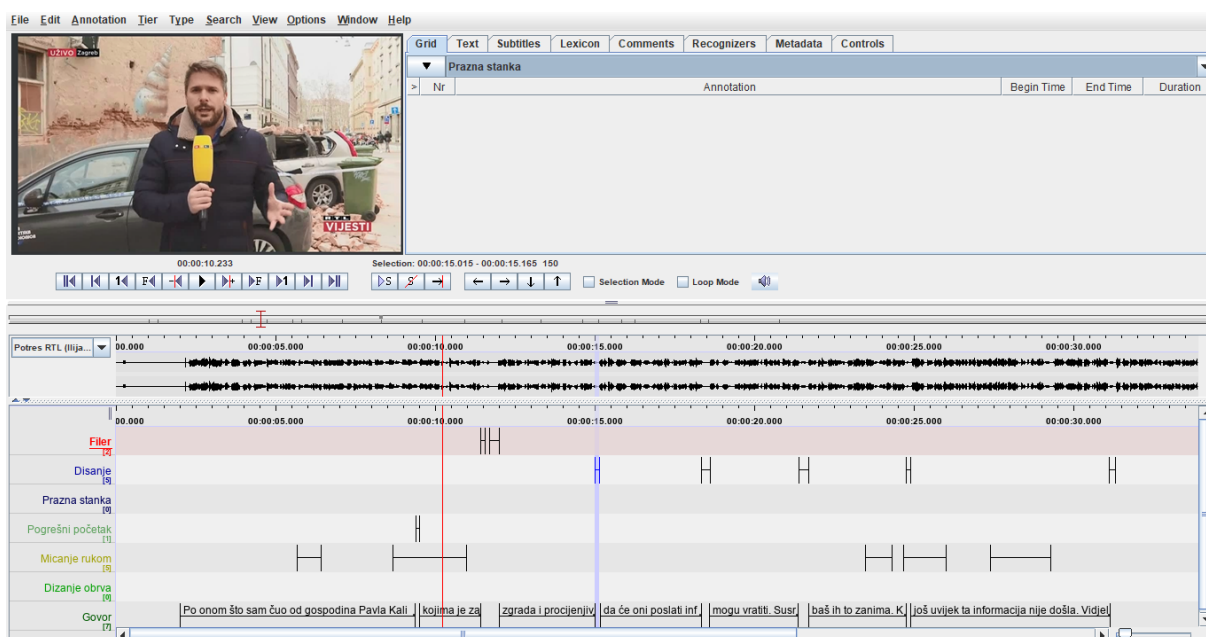 File Edit Annotation Tier Type Search View Options Window Help
UŽIVO Zagreb
RTL
VIJESTI
Grid Text Subtitles Lexicon Comments Recognizers Metadata Controls
Prazna stanka
> Nr Annotation Begin Time End Time Duration
00:00:10.233
Selection: 00:00:15.015 - 00:00:15.165 150
1 F - + F 1 S S Selection Mode Loop Mode
Potres RTL (Ilija...
00.000 00:00:05.000 00:00:10.000 00:00:15.000 00:00:20.000 00:00:25.000 00:00:30.000
00.000 00:00:05.000 00:00:10.000 00:00:15.000 00:00:20.000 00:00:25.000 00:00:30.000
Filer
[2]
Disanje
[5]
Prazna stanka
[0]
Pogrešni početak
[1]
Micanje rukom
[5]
Dizanje obrva
[0]
Govor
[7]
Po onom što sam čuo od gospodina Pavla Kali kojima je zaj zgrada i procijenjiv da će oni poslati inf mogu vratiti. Susr baš ih to zanima. K još uvijek ta informacija nije došla. Vidjel